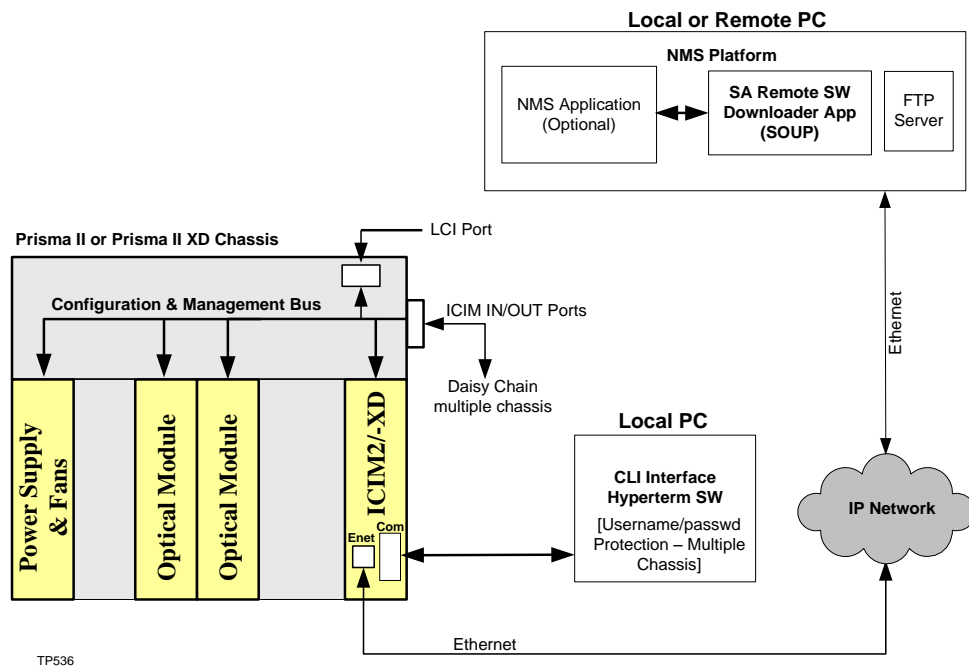 Local or Remote PC
NMS Platform
NMS Application
(Optional)
SA Remote SW
Downloader App
(SOUP)
FTP
Server
Prisma II or Prisma II XD Chassis
LCI Port
Configuration & Management Bus
ICIM IN/OUT Ports
Ethernet
Daisy Chain
multiple chassis
Power Supply
& Fans
Optical Module
Optical Module
ICIM2/-XD
Enet
Com
Local PC
CLI Interface
Hyperterm SW
[Username/passwd
Protection – Multiple
Chassis]
IP Network
Ethernet
TP536